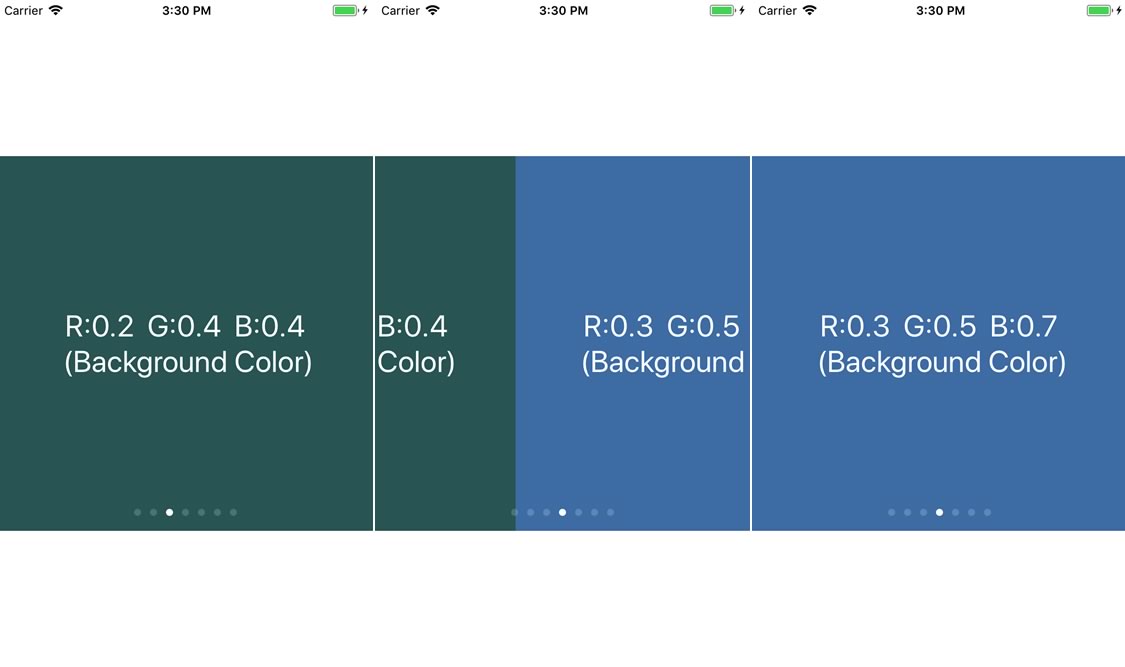 Carrier 3:30 PM
R:0.2 G:0.4 B:0.4
(Background Color)
Carrier 3:30 PM
B:0.4
Color)
R:0.3 G:0.5
(Background
Carrier 3:30 PM
R:0.3 G:0.5 B:0.7
(Background Color)